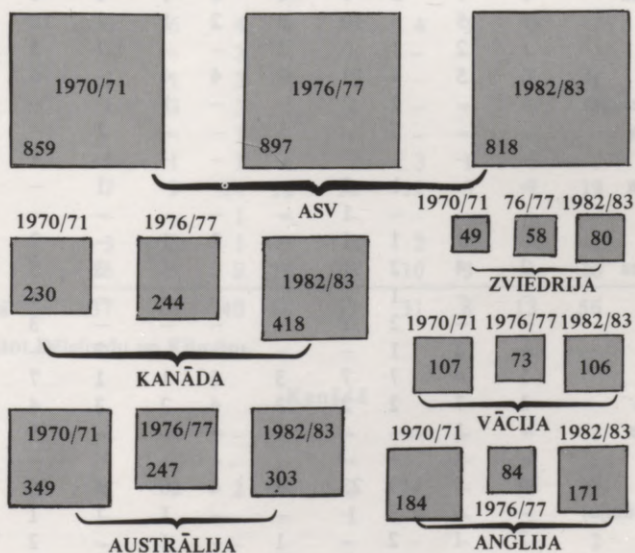 1970/71 1976/77 1982/83
859 897 818
ASV
1970/71 1976/77
1982/83
230 244 418
KANĀDA
1970/71 76/77 1982/83
49 58 80
ZVIEDRIJA
1970/71 1976/77 1982/83
107 73 106
VĀCIJA
1970/71 1976/77 1982/83
349 247 303
AUSTRĀLIJA
1970/71 1982/83
184 84 171
1976/77
ANGLIJA